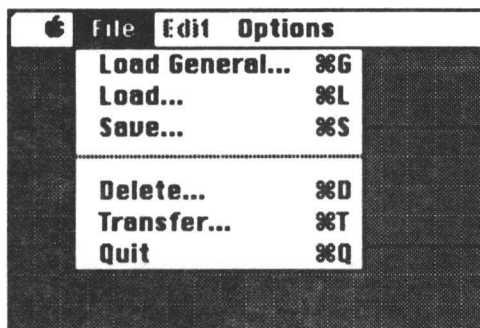 File Edit Options
Load General... ⌘G
Load... ⌘L
Save... ⌘S
Delete... ⌘D
Transfer... ⌘T
Quit ⌘Q